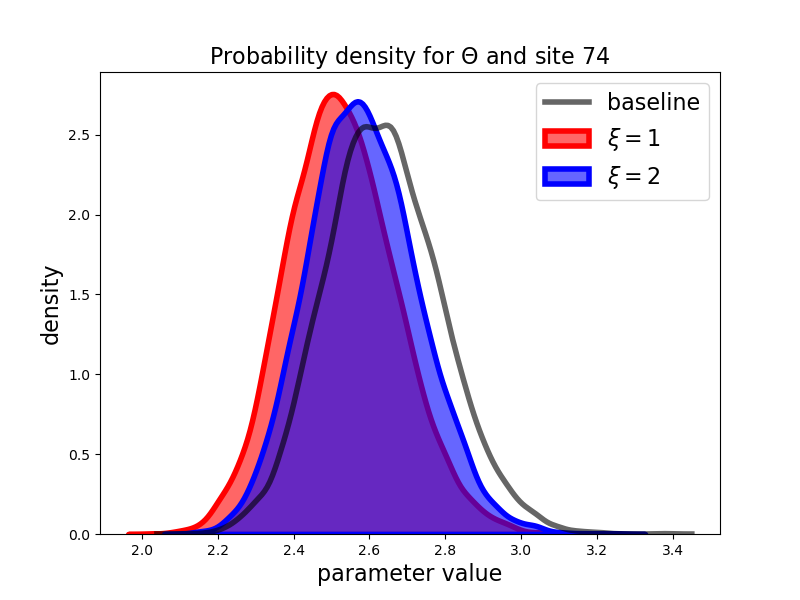 Probability density for Θ and site 74
baseline
ξ = 1
ξ = 2
density
2.5
2.0
1.5
1.0
0.5
0.0
2.0 2.2 2.4 2.6 2.8 3.0 3.2 3.4
parameter value